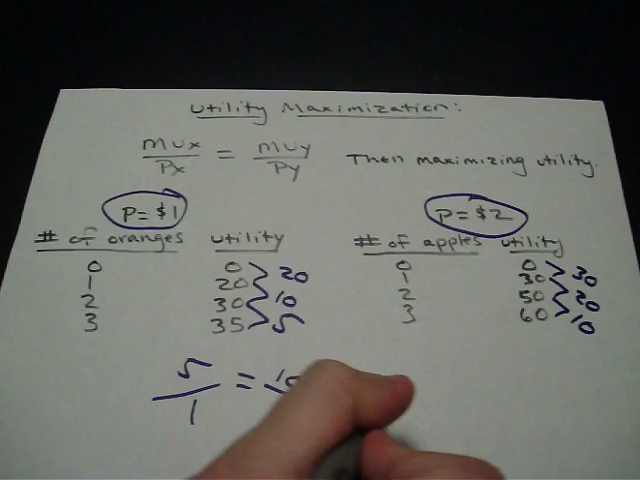 Utility Maximization:
MUx / Px = MUy / Py Then maximizing utility.
P= $1 P= $2
# of oranges utility # of apples utility
0 0 0 0
1 20 20 1 30 30
2 30 10 2 50 20
3 35 5 3 60 10
5 / 1 = 10